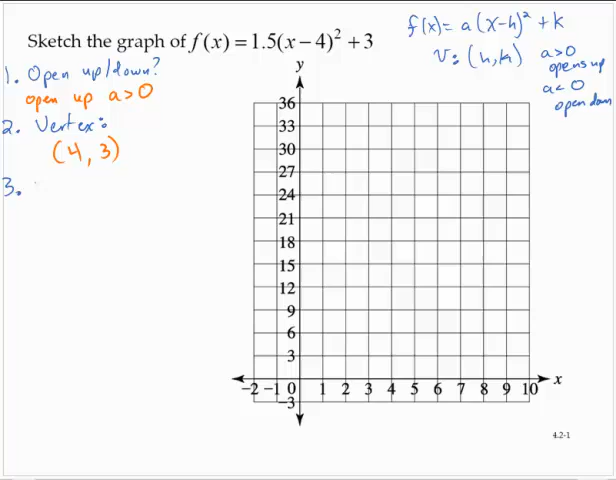 f(x) = a(x-h)² + k
Sketch the graph of f(x) = 1.5(x − 4)² + 3
V: (h, k) a>0
opens up
a<0
open down
1. Open up/down?
open up a>0
2. Vertex:
(4, 3)
3.
y
36
33
30
27
24
21
18
15
12
9
6
3
−2 −1 0 1 2 3 4 5 6 7 8 9 10 x
−3
4.2-1